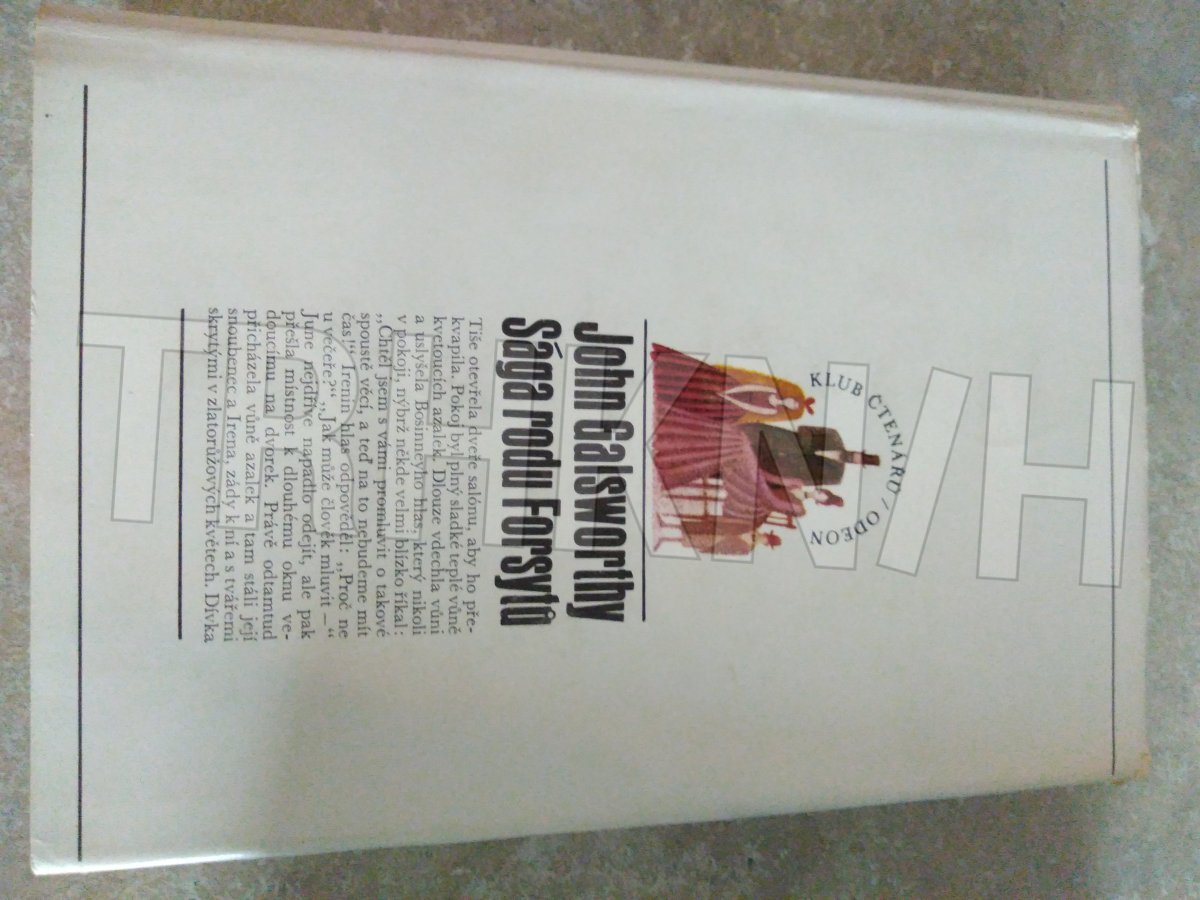 KLUB ČTENÁŘŮ / ODEON
John Galsworthy
Sága rodu Forsytů
Tiše otevřela dveře salónu, aby ho pře-
kvapila. Pokoj byl plný sladké teplé vůně
kvetoucích azalek. Dlouze vdechla vůni
a uslyšela Bosinneyho hlas, který nikoli
v pokoji, nýbrž někde velmi blízko říkal:
„Chtěl jsem s vámi promluvit o takové
spoustě věcí, a teď na to nebudeme mít
čas!“ Irenin hlas odpověděl: „Proč ne
u večeře?“ „Jak může člověk mluvit –“
June nejdříve napadlo odejít, ale pak
přešla místnost k dlouhému oknu ve-
doucímu na dvorek. Právě odtamtud
přicházela vůně azalek a tam stáli její
snoubenec a Irena, zády k ní a s tvářemi
skrytými v zlatorůžových květech. Dívka